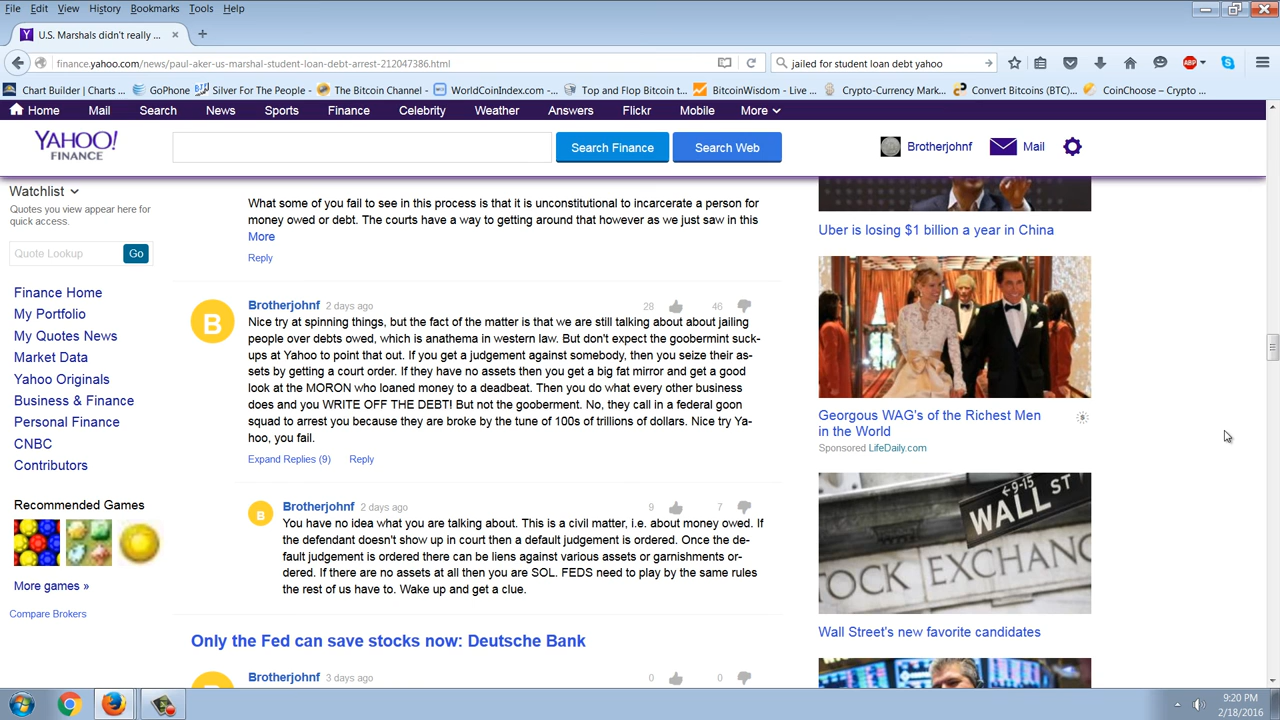 File Edit View History Bookmarks Tools Help
U.S. Marshals didn't really ...
finance.yahoo.com/news/paul-aker-us-marshal-student-loan-debt-arrest-212047386.html
jailed for student loan debt yahoo
ABP
Chart Builder | Charts ...
GoPhone
Silver For The People - ...
The Bitcoin Channel - ...
WorldCoinIndex.com - ...
Top and Flop Bitcoin t...
BitcoinWisdom - Live ...
Crypto-Currency Mark...
Convert Bitcoins (BTC)...
CoinChoose – Crypto ...
Home Mail Search News Sports Finance Celebrity Weather Answers Flickr Mobile More
YAHOO!
FINANCE
Search Finance
Search Web
Brotherjohnf
Mail
Watchlist
Quotes you view appear here for
quick access.
Quote Lookup
Go
Finance Home
My Portfolio
My Quotes News
Market Data
Yahoo Originals
Business & Finance
Personal Finance
CNBC
Contributors
Recommended Games
More games »
Compare Brokers
What some of you fail to see in this process is that it is unconstitutional to incarcerate a person for
money owed or debt. The courts have a way to getting around that however as we just saw in this
More
Reply
B
Brotherjohnf 2 days ago
28
46
Nice try at spinning things, but the fact of the matter is that we are still talking about about jailing
people over debts owed, which is anathema in western law. But don't expect the goobermint suck-
ups at Yahoo to point that out. If you get a judgement against somebody, then you seize their as-
sets by getting a court order. If they have no assets then you get a big fat mirror and get a good
look at the MORON who loaned money to a deadbeat. Then you do what every other business
does and you WRITE OFF THE DEBT! But not the gooberment. No, they call in a federal goon
squad to arrest you because they are broke by the tune of 100s of trillions of dollars. Nice try Ya-
hoo, you fail.
Expand Replies (9) Reply
B
Brotherjohnf 2 days ago
9
7
You have no idea what you are talking about. This is a civil matter, i.e. about money owed. If
the defendant doesn't show up in court then a default judgement is ordered. Once the de-
fault judgement is ordered there can be liens against various assets or garnishments or-
dered. If there are no assets at all then you are SOL. FEDS need to play by the same rules
the rest of us have to. Wake up and get a clue.
Only the Fed can save stocks now: Deutsche Bank
Brotherjohnf 3 days ago
0
0
Uber is losing $1 billion a year in China
Georgous WAG's of the Richest Men
in the World
Sponsored LifeDaily.com
9-15
WALL ST
STOCK EXCHANGE
Wall Street's new favorite candidates
9:20 PM
2/18/2016